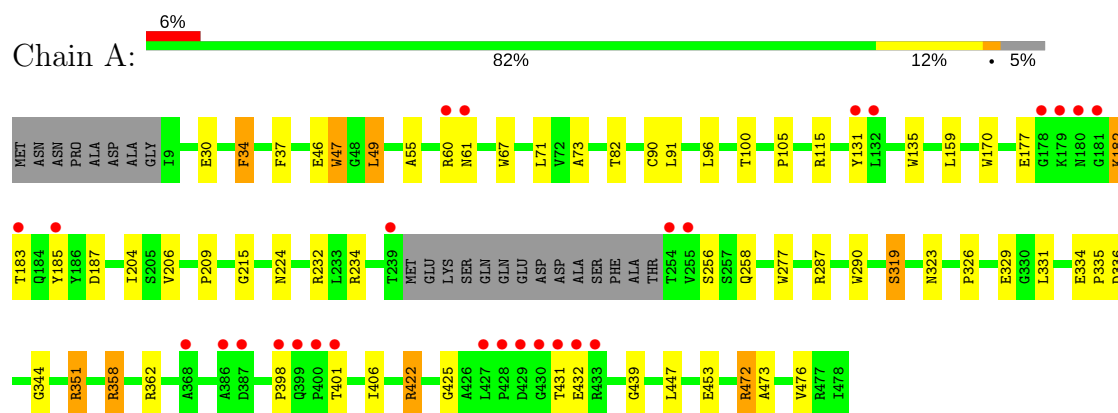 6%
Chain A:
82% 12% • 5%
MET ASN ASN PRO ALA ASP ALA GLY I9 E30 F34 F37 E46 W47 G48 L49 A55 R60 N61 W67 L71 V72 A73 T82 C90 L91 L96 T100 P105 R115 Y131 L132 W135 L159 W170 E177 G178 K179 N180 G181 K182
T183 Q184 Y185 Y186 D187 I204 S205 V206 P209 G215 N224 R232 L233 R234 T239 MET GLU LYS SER GLN GLN GLU ASP ASP ALA SER PHE ALA THR T254 V255 S256 S257 Q258 W277 R287 W290 S319 N323 P326 E329 G330 L331 E334 P335
G344 R351 R358 R362 A368 A386 D387 P398 Q399 P400 T401 I406 R422 G425 A426 L427 P428 D429 G430 T431 E432 R433 G439 L447 E453 R472 A473 V476 R477 I478